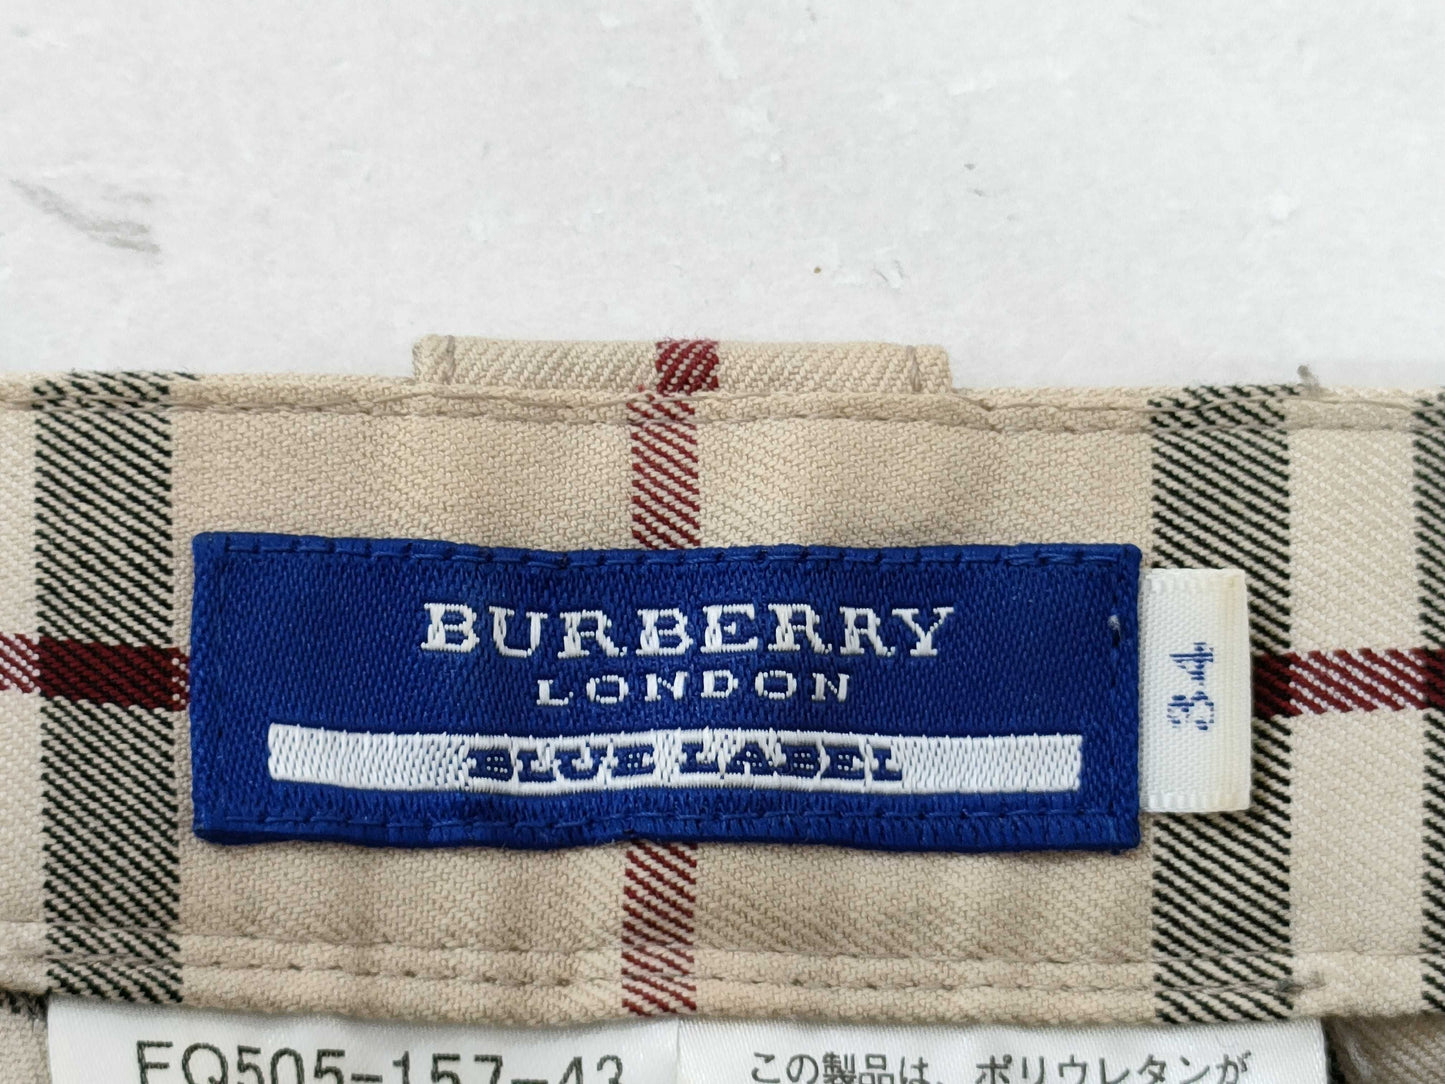 BURBERRY
LONDON
BLUE LABEL
34
FQ505-157-43
この製品は、ポリウレタンが